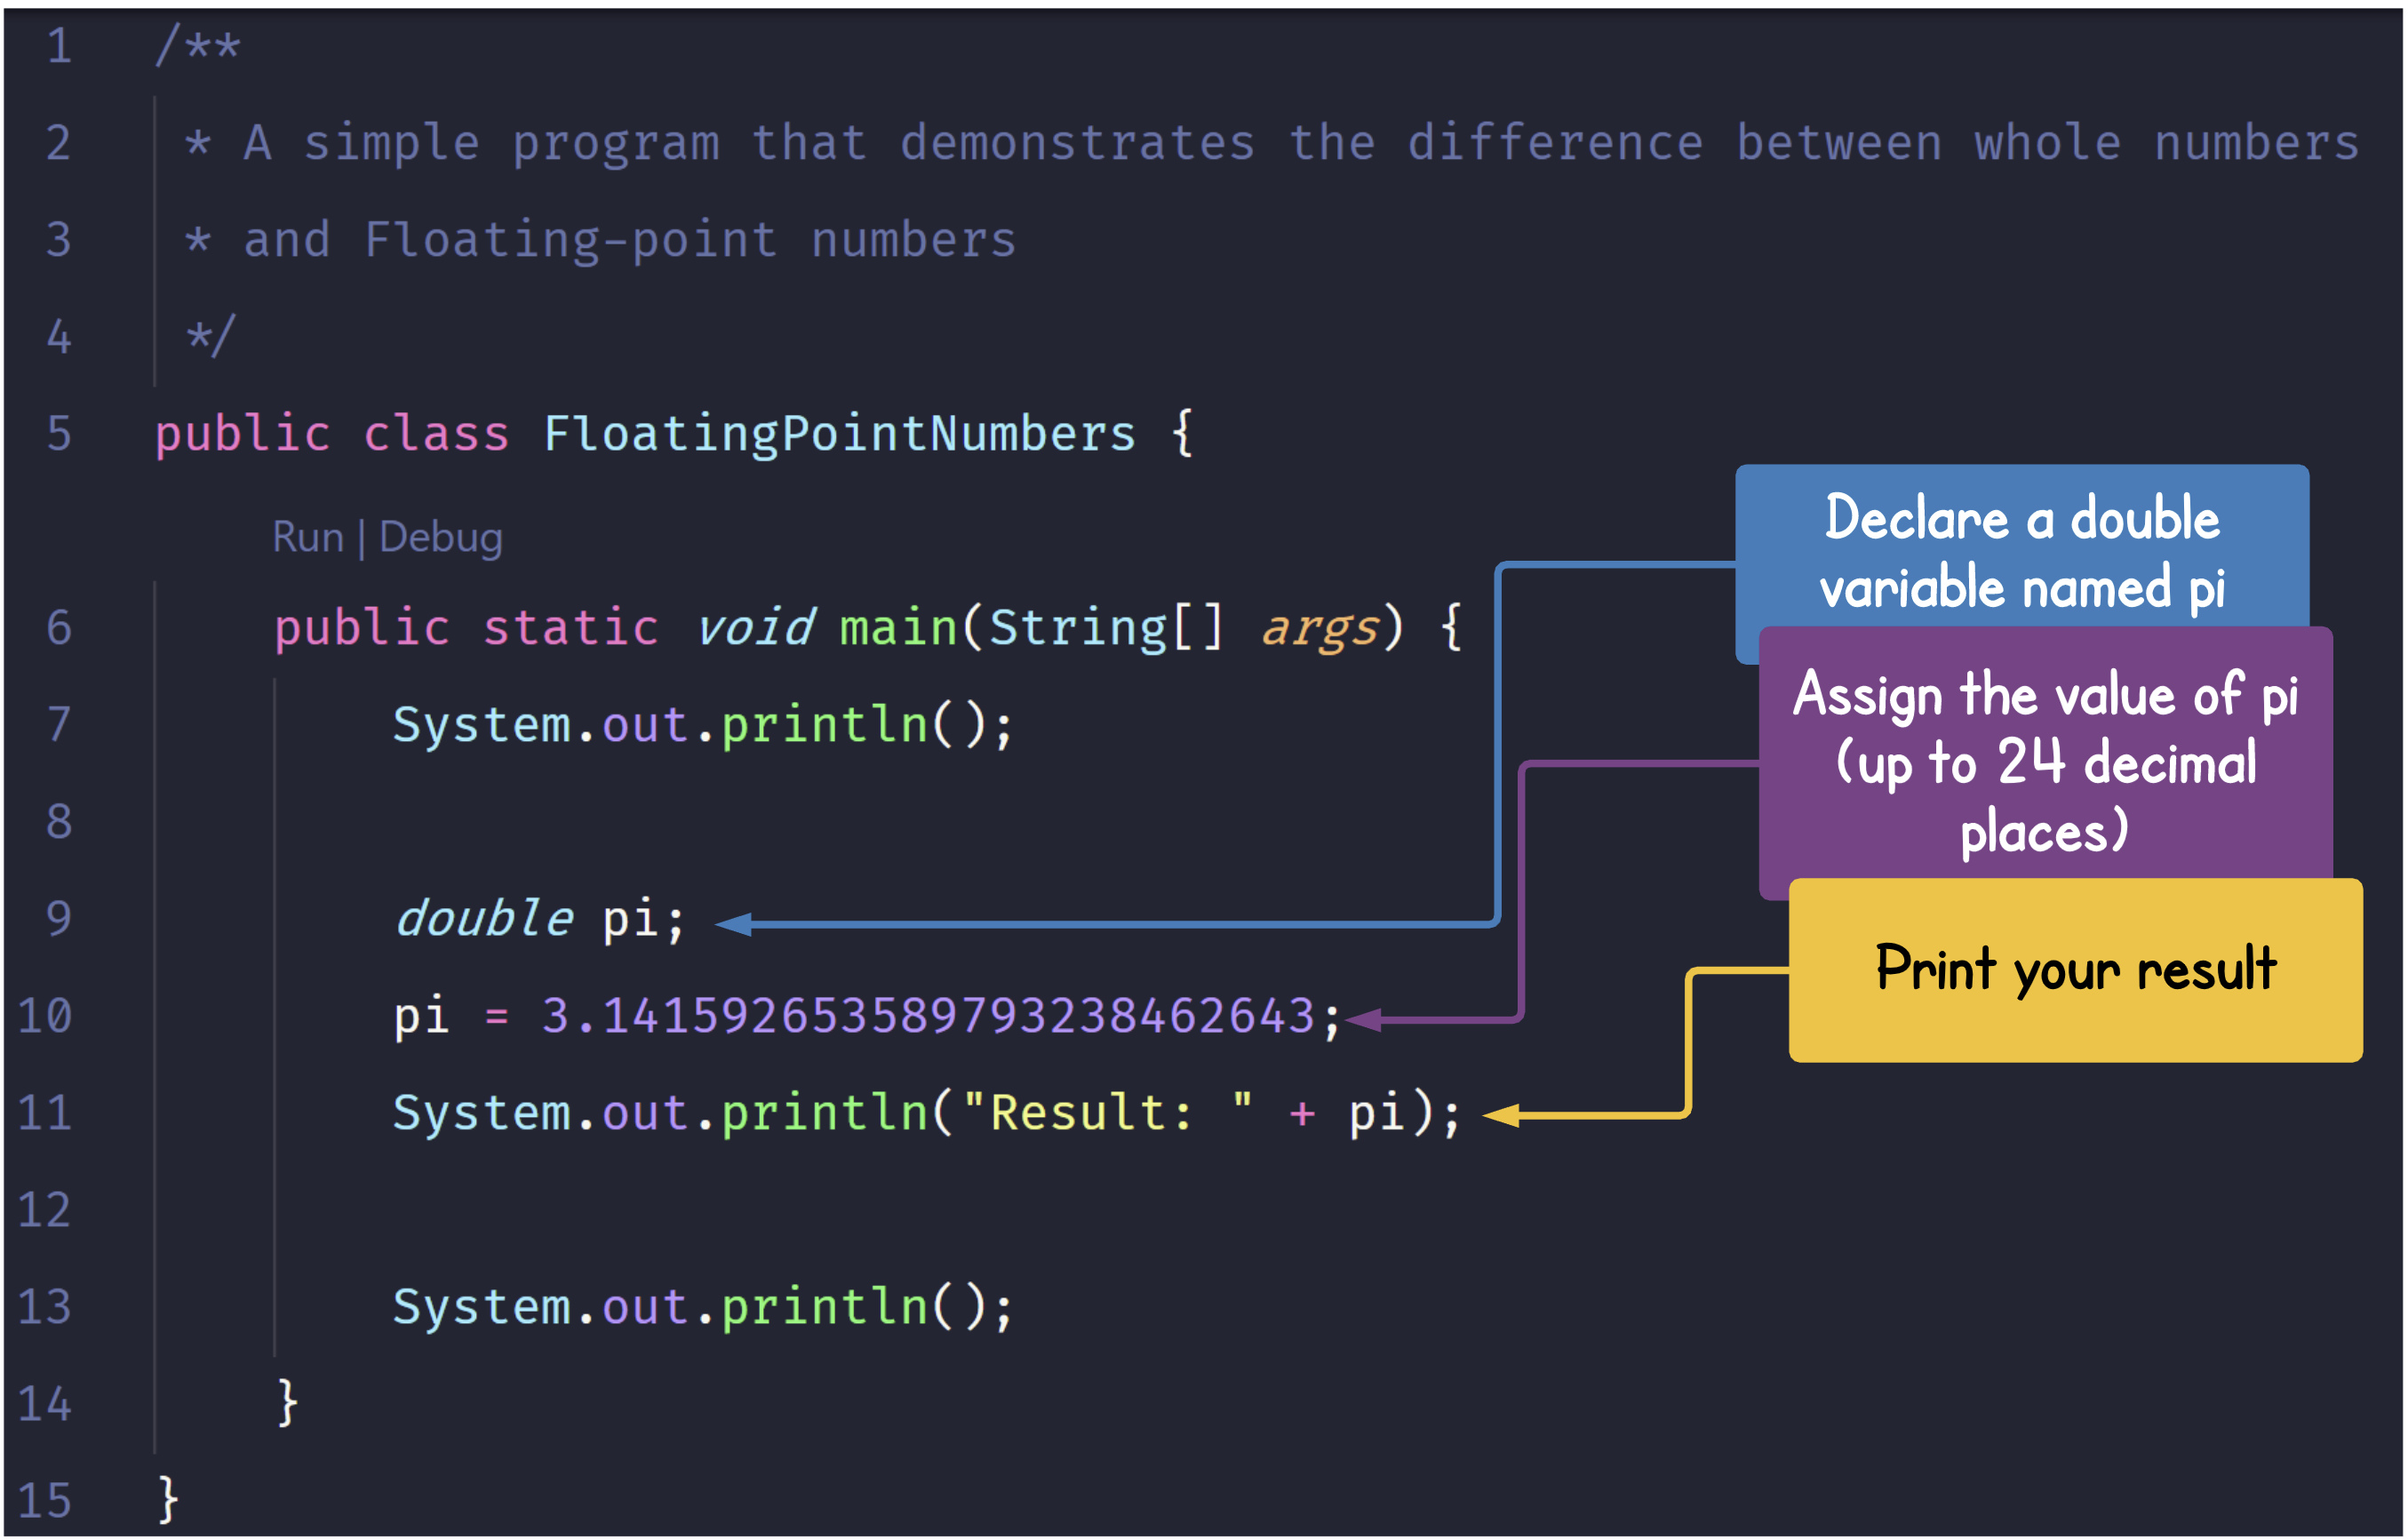 1 /**
2 * A simple program that demonstrates the difference between whole numbers
3 * and Floating-point numbers
4 */
5 public class FloatingPointNumbers {
Run | Debug
6 public static void main(String[] args) {
7 System.out.println();
8
9 double pi;
10 pi = 3.141592653589793238462643;
11 System.out.println("Result: " + pi);
12
13 System.out.println();
14 }
15 }
Declare a double
variable named pi
Assign the value of pi
(up to 24 decimal
places)
Print your result